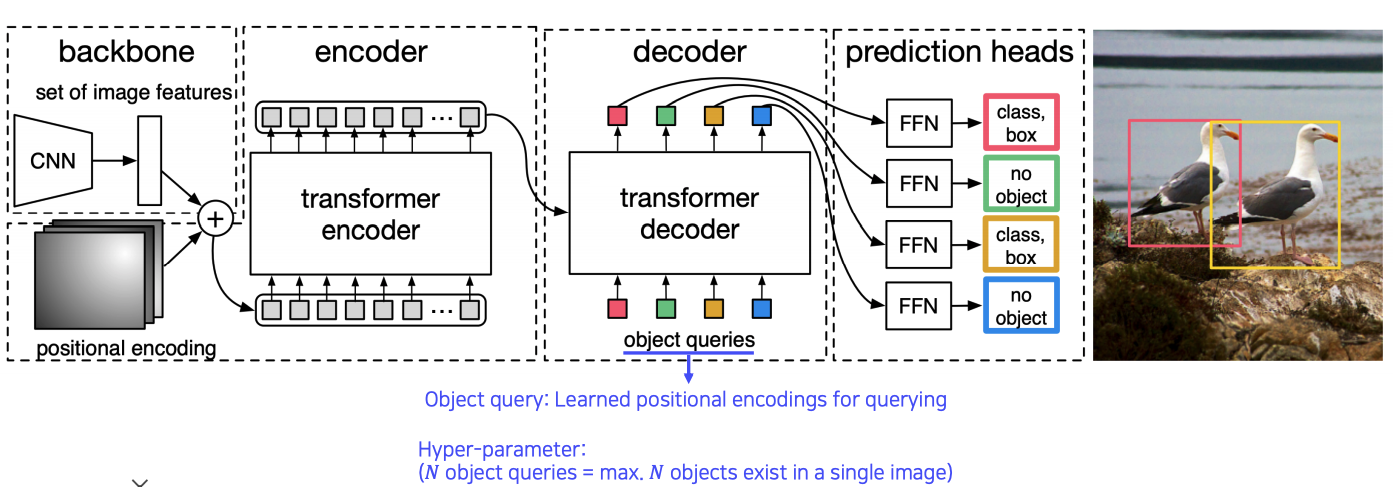 backbone
set of image features
CNN
+
positional encoding
encoder
...
transformer
encoder
...
decoder
transformer
decoder
object queries
prediction heads
FFN
class,
box
FFN
no
object
FFN
class,
box
FFN
no
object
Object query: Learned positional encodings for querying
Hyper-parameter:
(N object queries = max. N objects exist in a single image)